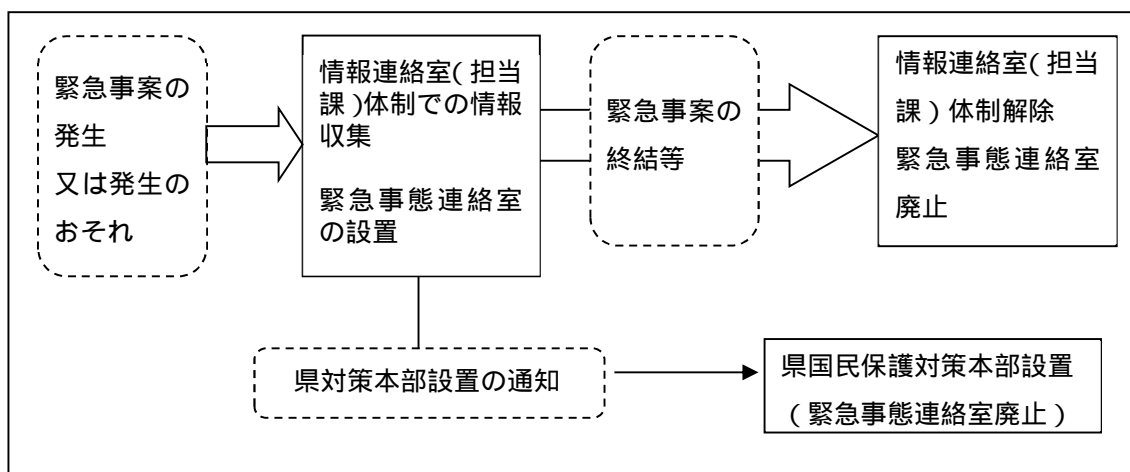 緊急事案の
発生
又は発生の
おそれ
情報連絡室(担当
課)体制での情報
収集
緊急事態連絡室
の設置
緊急事案の
終結等
情報連絡室(担当
課)体制解除
緊急事態連絡室
廃止
県対策本部設置の通知
県国民保護対策本部設置
(緊急事態連絡室廃止)